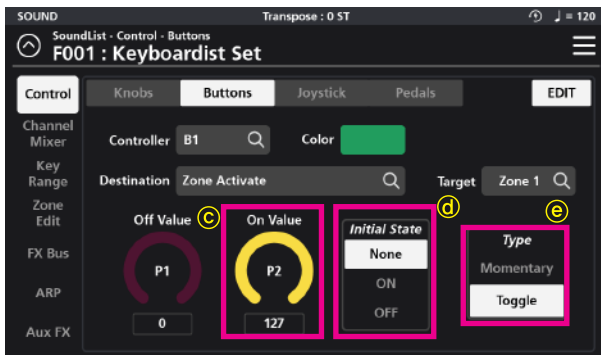 SOUND Transpose : 0 ST ♩ = 120
SoundList - Control - Buttons
F001 : Keyboardist Set
Control Knobs Buttons Joystick Pedals EDIT
Channel
Mixer
Controller B1 Color
Key
Range
Destination Zone Activate Target Zone 1
Zone
Edit
Off Value ⓒ On Value ⓓ ⓔ
Initial State
Type
FX Bus
P1 P2 None Momentary
ARP
ON
Toggle
OFF
0 127
Aux FX